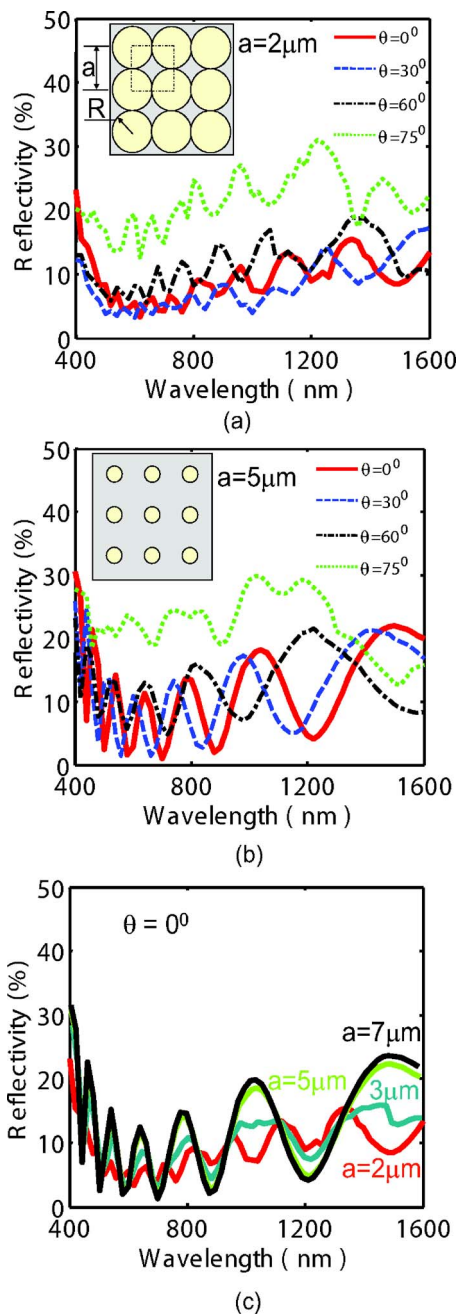 50
40
30
20
10
0
Reflectivity (%)
a
R
a=2μm
θ=0⁰
θ=30⁰
θ=60⁰
θ=75⁰
400 800 1200 1600
Wavelength ( nm )
(a)
50
40
30
20
10
0
Reflectivity (%)
a=5μm
θ=0⁰
θ=30⁰
θ=60⁰
θ=75⁰
400 800 1200 1600
Wavelength ( nm )
(b)
50
40
30
20
10
0
Reflectivity (%)
θ = 0⁰
a=7μm
a=5μm
3μm
a=2μm
400 800 1200 1600
Wavelength ( nm )
(c)